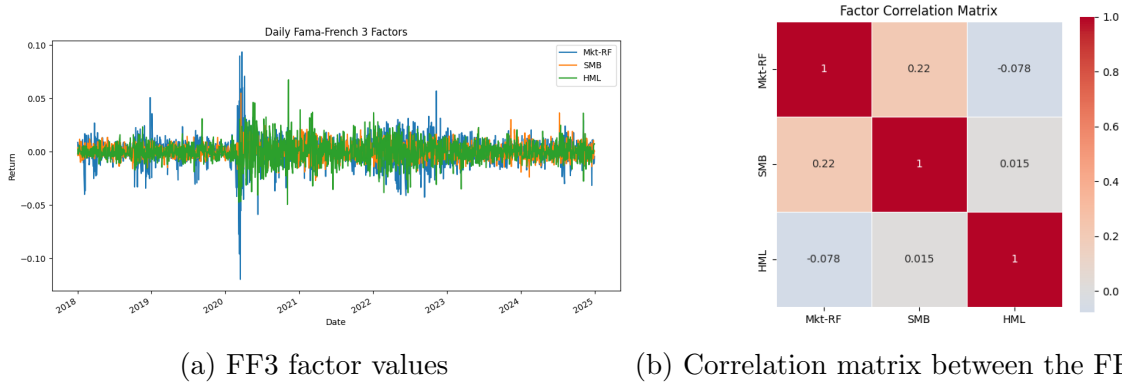 Daily Fama-French 3 Factors
Mkt-RF
SMB
HML
0.10
0.05
0.00
−0.05
−0.10
Return
2018
2019
2020
2021
2022
2023
2024
2025
Date
(a) FF3 factor values
Factor Correlation Matrix
Mkt-RF
SMB
HML
1 0.22 -0.078
0.22 1 0.015
-0.078 0.015 1
Mkt-RF SMB HML
1.0
0.8
0.6
0.4
0.2
0.0
(b) Correlation matrix between the